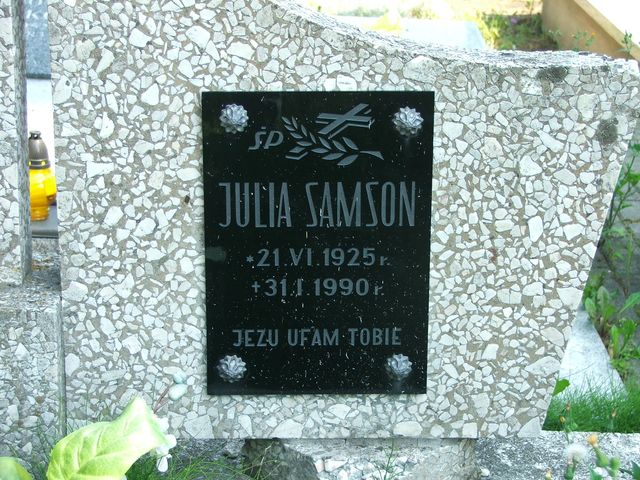 ŚP
JULIA SAMSON
*21 VI 1925 r.
+31 I 1990 r.
JEZU UFAM TOBIE